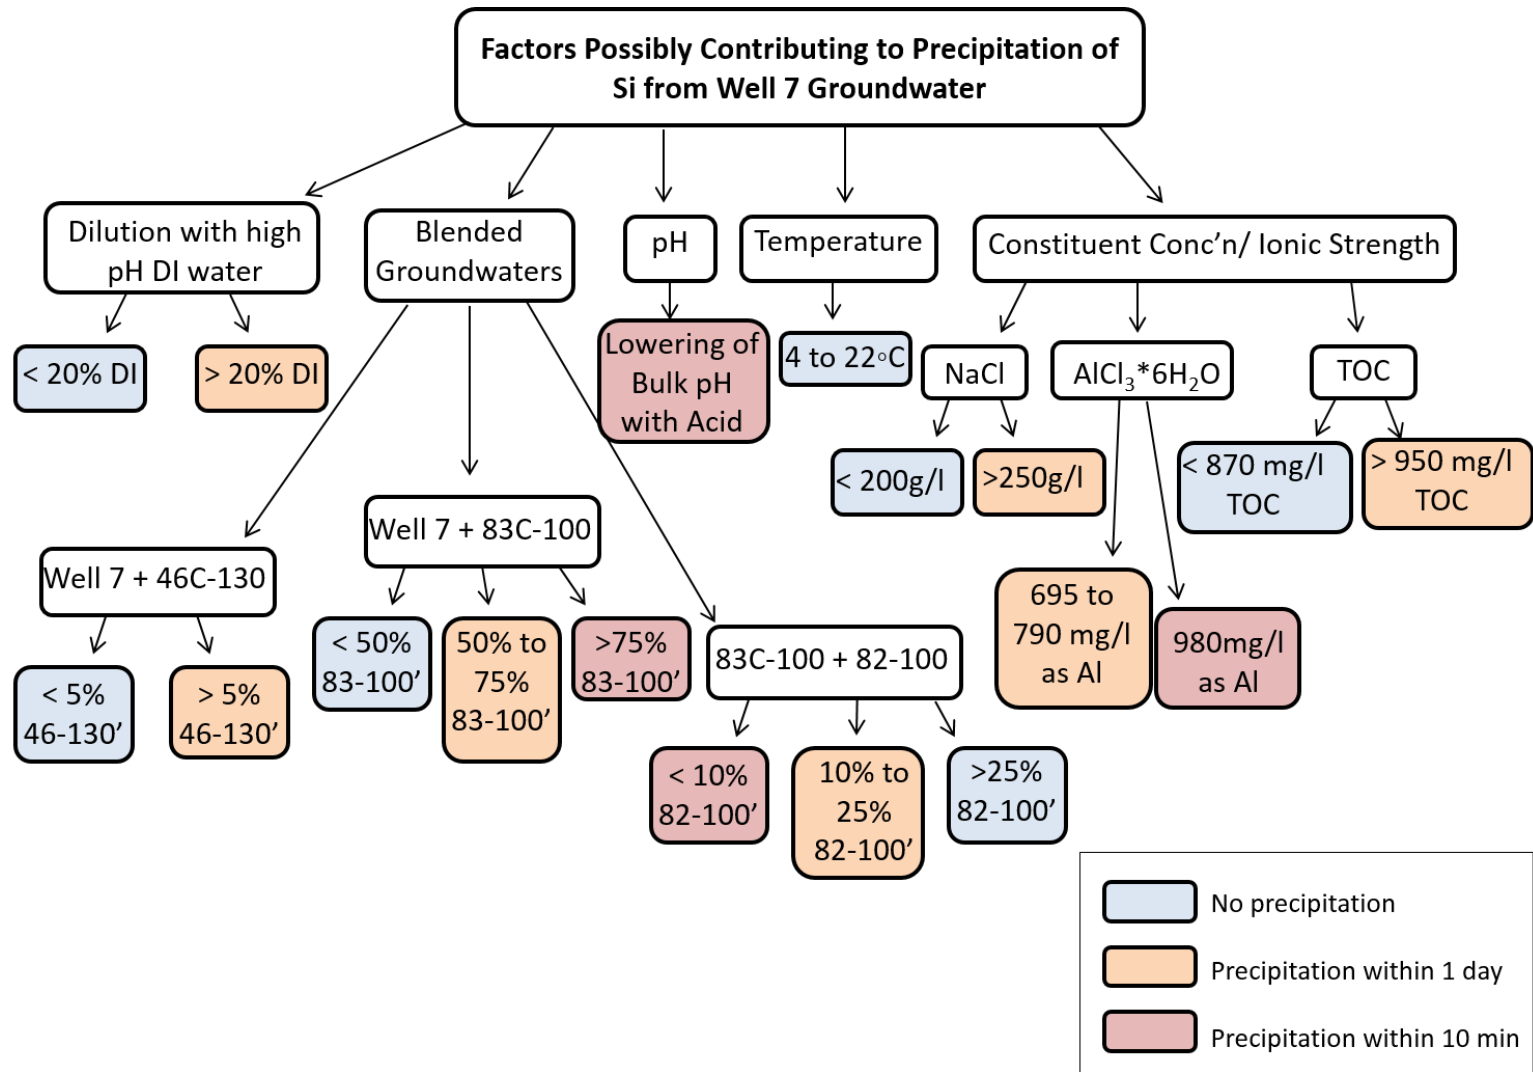 Factors Possibly Contributing to Precipitation of
Si from Well 7 Groundwater
Dilution with high
pH DI water
Blended
Groundwaters
pH
Temperature
Constituent Conc’n/ Ionic Strength
< 20% DI
> 20% DI
Lowering of
Bulk pH
with Acid
4 to 22◦C
NaCl
AlCl₃*6H₂O
TOC
< 200g/l
>250g/l
< 870 mg/l
TOC
> 950 mg/l
TOC
Well 7 + 46C-130
Well 7 + 83C-100
83C-100 + 82-100
695 to
790 mg/l
as Al
980mg/l
as Al
< 5%
46-130’
> 5%
46-130’
< 50%
83-100’
50% to
75%
83-100’
>75%
83-100’
< 10%
82-100’
10% to
25%
82-100’
>25%
82-100’
No precipitation
Precipitation within 1 day
Precipitation within 10 min